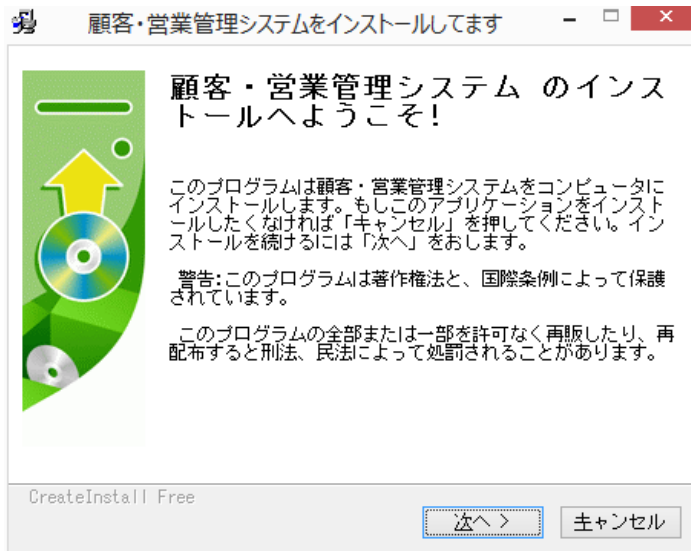 顧客・営業管理システムをインストールしてます
顧客・営業管理システム のインス
トールへようこそ!
このプログラムは顧客・営業管理システムをコンピュータに
インストールします。もしこのアプリケーションをインスト
ールしたくなければ「キャンセル」を押してください。イン
ストールを続けるには「次へ」をおします。
警告:このプログラムは著作権法と、国際条例によって保護
されています。
このプログラムの全部または一部を許可なく再販したり、再
配布すると刑法、民法によって処罰されることがあります。
CreateInstall Free
次へ >
キャンセル